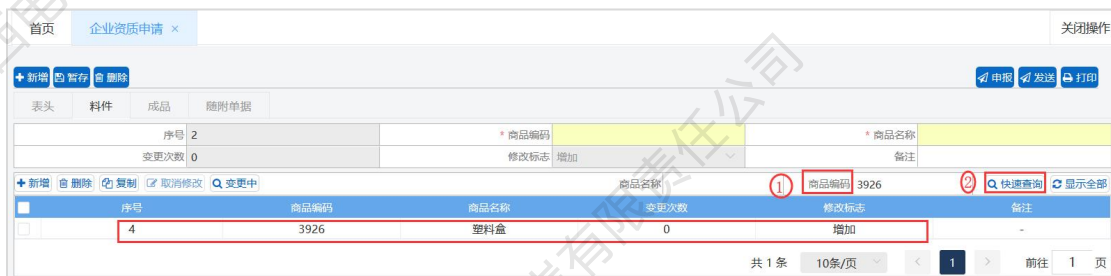 首页 企业资质申请 × 关闭操作
+ 新增 暂存 删除 申报 发送 打印
表头 料件 成品 随附单据
序号 2 * 商品编码 * 商品名称
变更次数 0 修改标志 增加 备注
+ 新增 删除 复制 取消修改 变更中 商品名称 ① 商品编码 3926 ② 快速查询 显示全部
序号 商品编码 商品名称 变更次数 修改标志 备注
4 3926 塑料盒 0 增加 -
共 1 条 10条/页 < 1 > 前往 1 页
有限责任公司